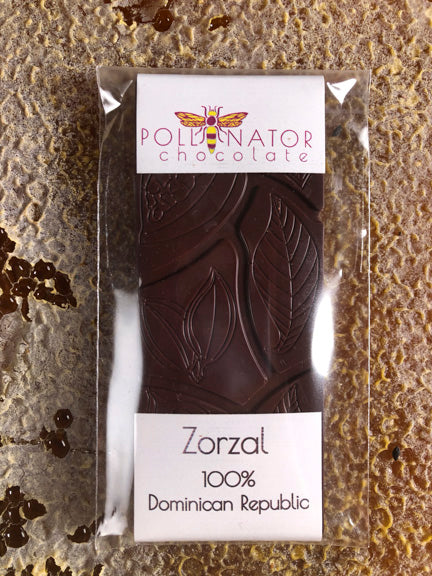 POLLINATOR
chocolate
Zorzal
100%
Dominican Republic